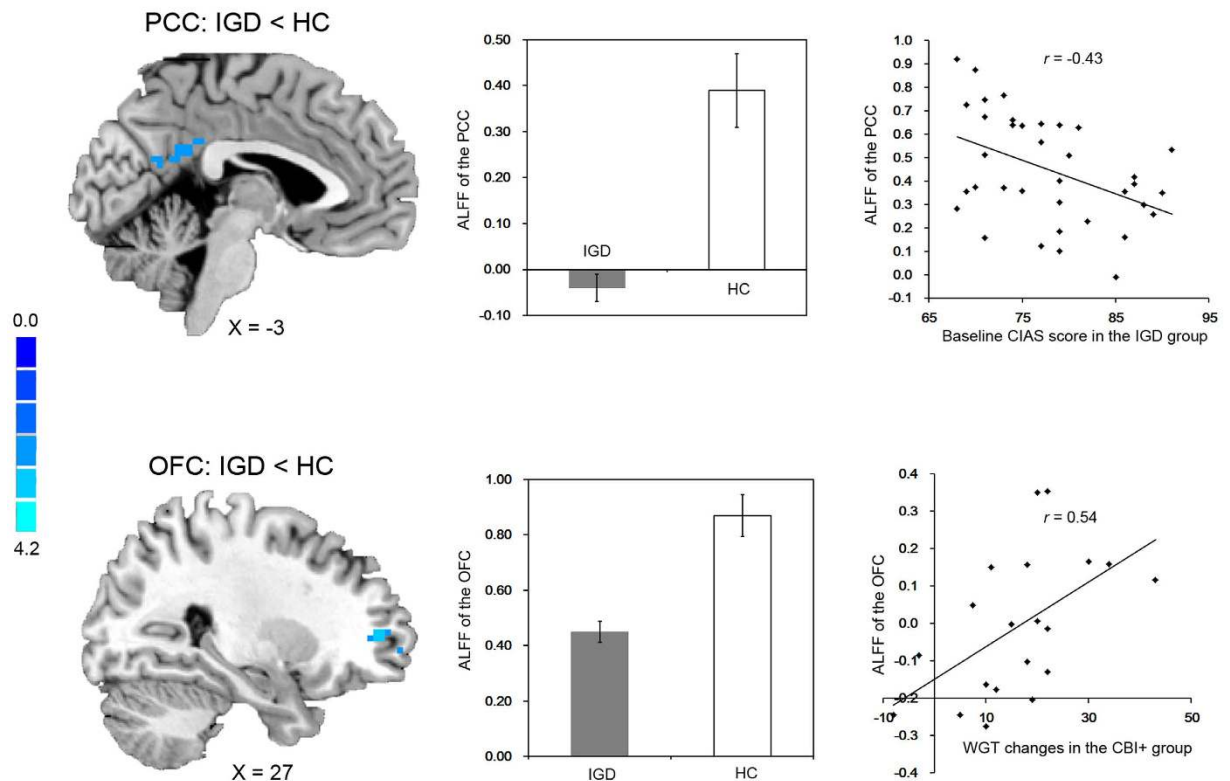 PCC: IGD < HC
X = -3
0.0
4.2
ALFF of the PCC
0.50
0.40
0.30
0.20
0.10
0.00
-0.10
IGD
HC
ALFF of the PCC
1.0
0.9
0.8
0.7
0.6
0.5
0.4
0.3
0.2
0.1
0.0
-0.1
r = -0.43
65 75 85 95
Baseline CIAS score in the IGD group
OFC: IGD < HC
X = 27
ALFF of the OFC
1.00
0.80
0.60
0.40
0.20
0.00
IGD HC
ALFF of the OFC
0.4
0.3
0.2
0.1
0.0
-0.1
-0.2
-0.3
-0.4
r = 0.54
-10 10 30 50
WGT changes in the CBI+ group